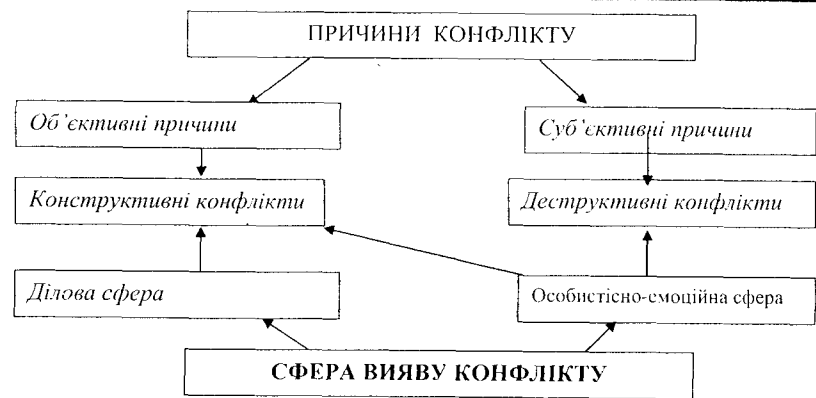 ПРИЧИНИ КОНФЛІКТУ
Об’єктивні причини
Суб’єктивні причини
Конструктивні конфлікти
Деструктивні конфлікти
Ділова сфера
Особистісно-емоційна сфера
СФЕРА ВИЯВУ КОНФЛІКТУ